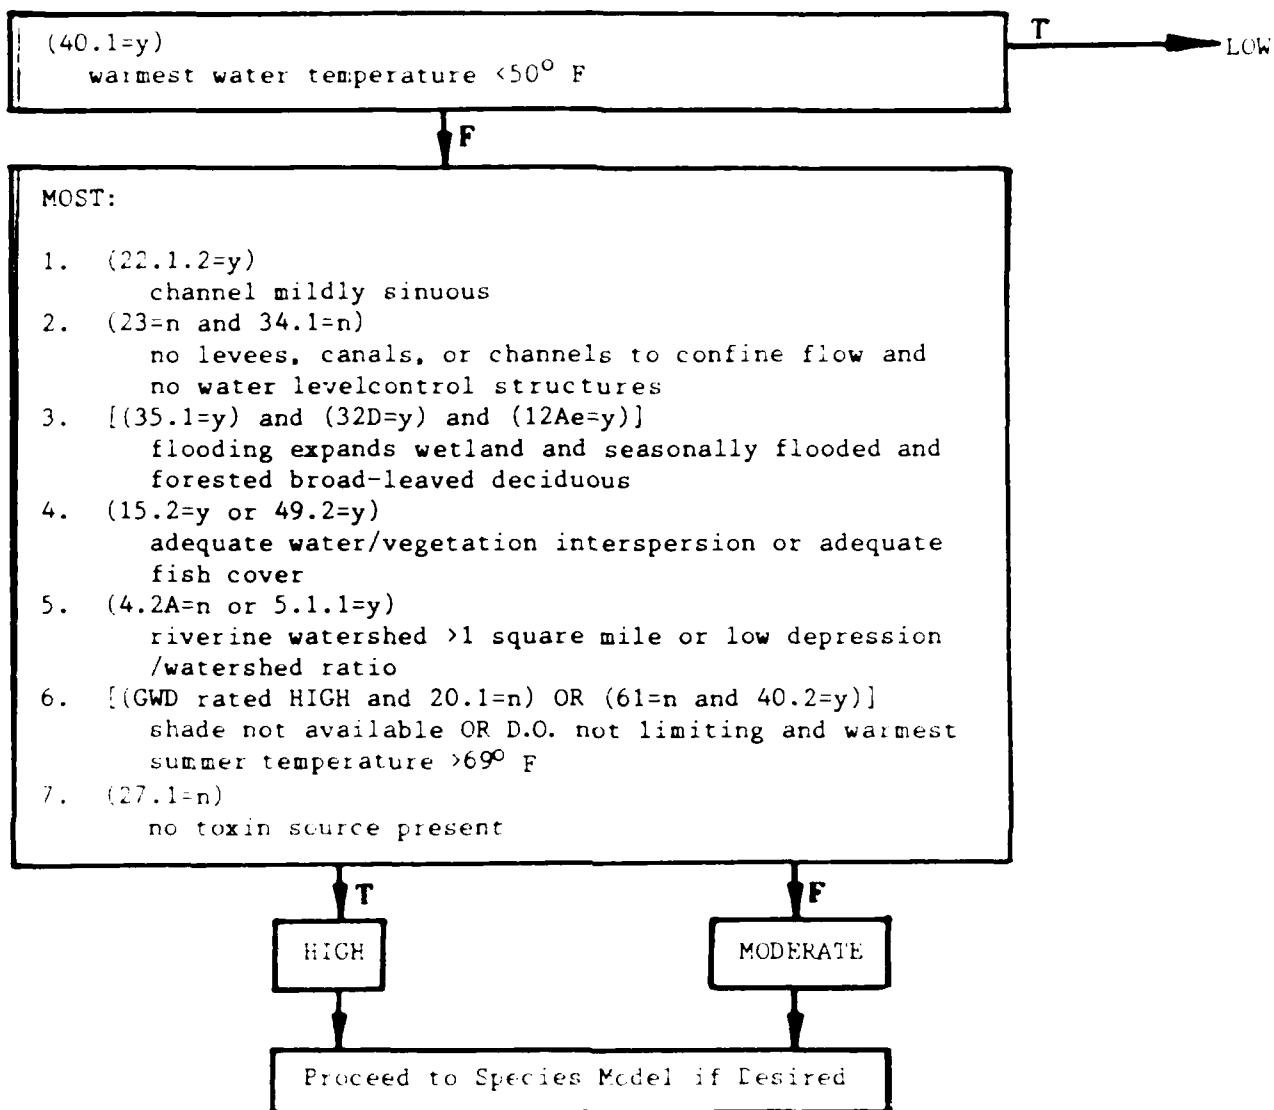 (40.1=y)
warmest water temperature <50° F
T
LOW
F
MOST:
1. (22.1.2=y)
channel mildly sinuous
2. (23=n and 34.1=n)
no levees, canals, or channels to confine flow and
no water levelcontrol structures
3. [(35.1=y) and (32D=y) and (12Ae=y)]
flooding expands wetland and seasonally flooded and
forested broad-leaved deciduous
4. (15.2=y or 49.2=y)
adequate water/vegetation interspersion or adequate
fish cover
5. (4.2A=n or 5.1.1=y)
riverine watershed >1 square mile or low depression
/watershed ratio
6. [(GWD rated HIGH and 20.1=n) OR (61=n and 40.2=y)]
shade not available OR D.O. not limiting and warmest
summer temperature >69° F
7. (27.1=n)
no toxin source present
T
F
HIGH
MODERATE
Proceed to Species Model if Desired